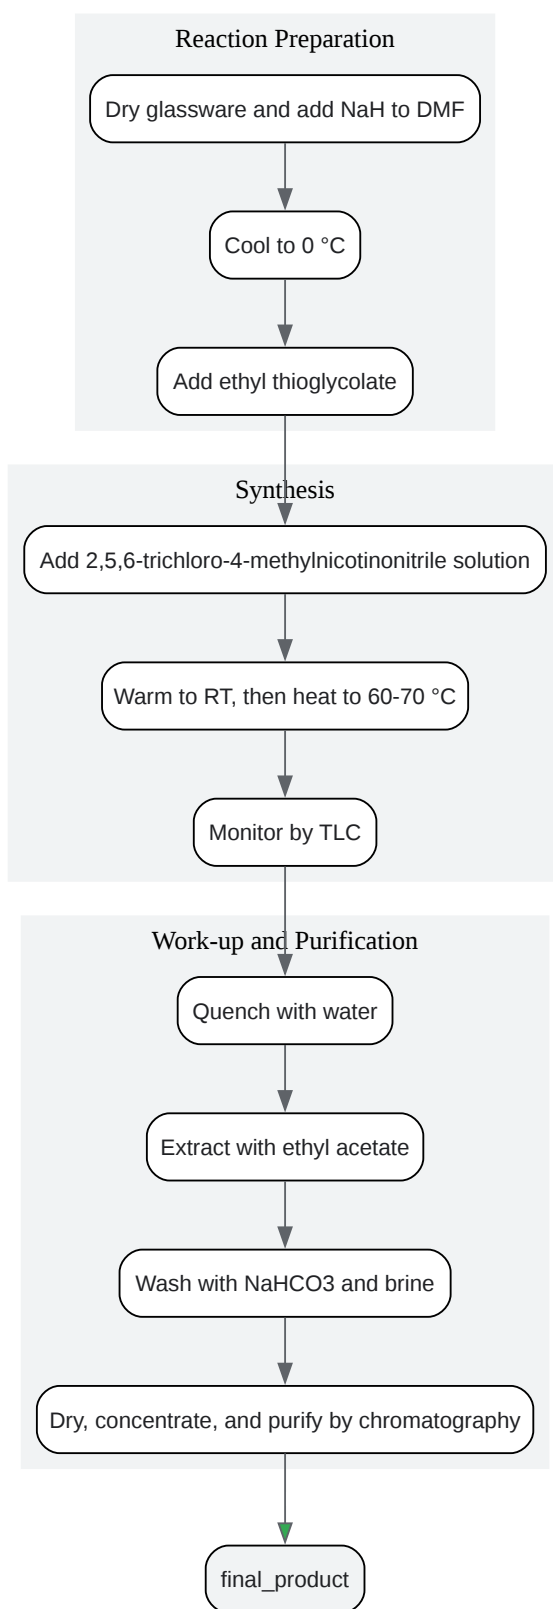 Reaction Preparation
Dry glassware and add NaH to DMF
Cool to 0 °C
Add ethyl thioglycolate
Synthesis
Add 2,5,6-trichloro-4-methylnicotinonitrile solution
Warm to RT, then heat to 60-70 °C
Monitor by TLC
Work-up and Purification
Quench with water
Extract with ethyl acetate
Wash with NaHCO3 and brine
Dry, concentrate, and purify by chromatography
final_product